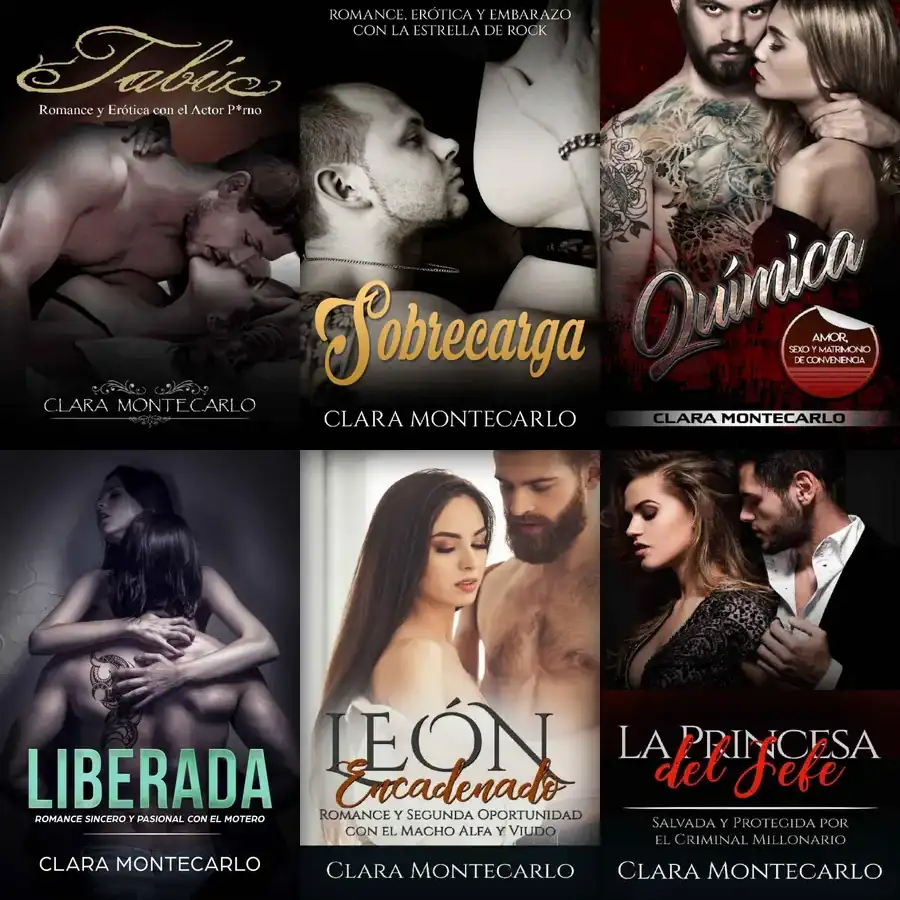 Tabú
Romance y Erótica con el Actor P*rno
CLARA MONTECARLO
ROMANCE, ERÓTICA Y EMBARAZO
CON LA ESTRELLA DE ROCK
Sobrecarga
CLARA MONTECARLO
Química
AMOR,
SEXO Y MATRIMONIO
DE CONVENIENCIA
CLARA MONTECARLO
LIBERADA
ROMANCE SINCERO Y PASIONAL CON EL MOTERO
CLARA MONTECARLO
LEÓN
Encadenado
ROMANCE Y SEGUNDA OPORTUNIDAD
CON EL MACHO ALFA Y VIUDO
CLARA MONTECARLO
LA PRINCESA
del Jefe
SALVADA Y PROTEGIDA POR
EL CRIMINAL MILLONARIO
CLARA MONTECARLO